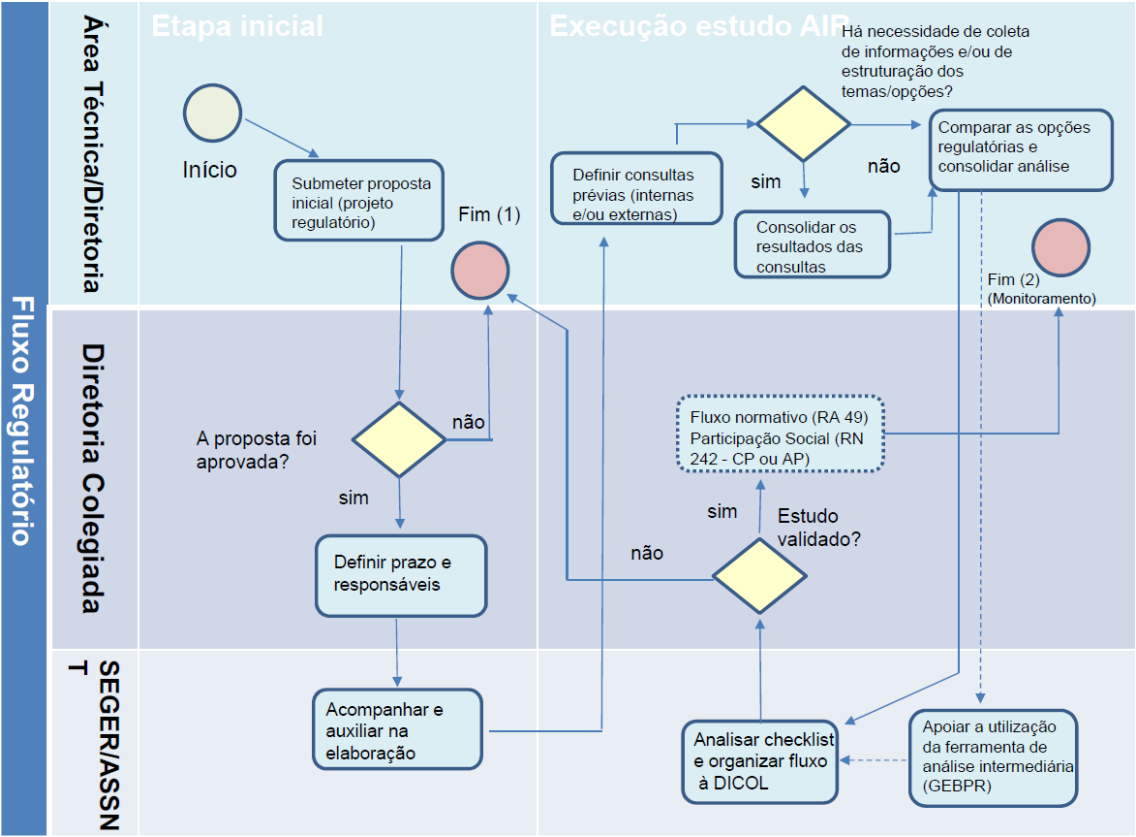 Fluxo Regulatório
Área Técnica/Diretoria
Diretoria Colegiada
SEGER/ASSN
T
Etapa inicial
Execução estudo AIR
Início
Submeter proposta
inicial (projeto
regulatório)
Fim (1)
A proposta foi
aprovada?
não
sim
Definir prazo e
responsáveis
Acompanhar e
auxiliar na
elaboração
Definir consultas
prévias (internas
e/ou externas)
Há necessidade de coleta
de informações e/ou de
estruturação dos
temas/opções?
sim
não
Consolidar os
resultados das
consultas
Comparar as opções
regulatórias e
consolidar análise
Fim (2)
(Monitoramento)
Fluxo normativo (RA 49)
Participação Social (RN
242 - CP ou AP)
sim
Estudo
validado?
não
Analisar checklist
e organizar fluxo
à DICOL
Apoiar a utilização
da ferramenta de
análise intermediária
(GEBPR)